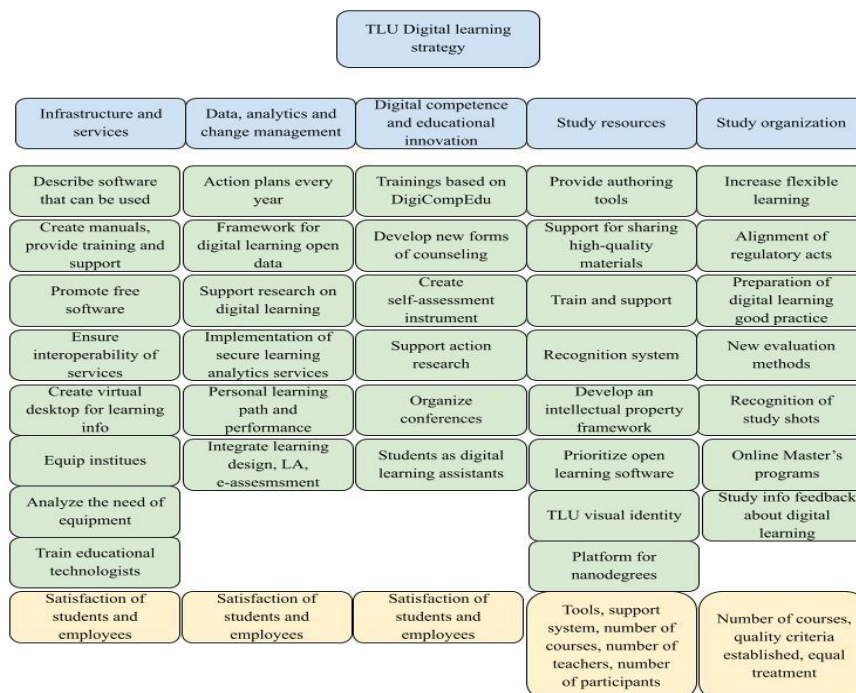 TLU Digital learning
strategy
Infrastructure and
services
Data, analytics and
change management
Digital competence
and educational
innovation
Study resources
Study organization
Describe software
that can be used
Action plans every
year
Trainings based on
DigiCompEdu
Provide authoring
tools
Increase flexible
learning
Create manuals,
provide training and
support
Framework for
digital learning open
data
Develop new forms
of counseling
Support for sharing
high-quality
materials
Alignment of
regulatory acts
Promote free
software
Support research on
digital learning
Create
self-assessment
instrument
Train and support
Preparation of
digital learning
good practice
Ensure
interoperability of
services
Implementation of
secure learning
analytics services
Support action
research
Recognition system
New evaluation
methods
Create virtual
desktop for learning
info
Personal learning
path and
performance
Organize
conferences
Develop an
intellectual property
framework
Recognition of
study shots
Equip institues
Integrate learning
design, LA,
e-assesmsment
Students as digital
learning assistants
Prioritize open
learning software
Online Master's
programs
Analyze the need of
equipment
TLU visual identity
Study info feedback
about digital
learning
Train educational
technologists
Platform for
nanodegrees
Satisfaction of
students and
employees
Satisfaction of
students and
employees
Satisfaction of
students and
employees
Tools, support
system, number of
courses, number of
teachers, number
of participants
Number of courses,
quality criteria
established, equal
treatment